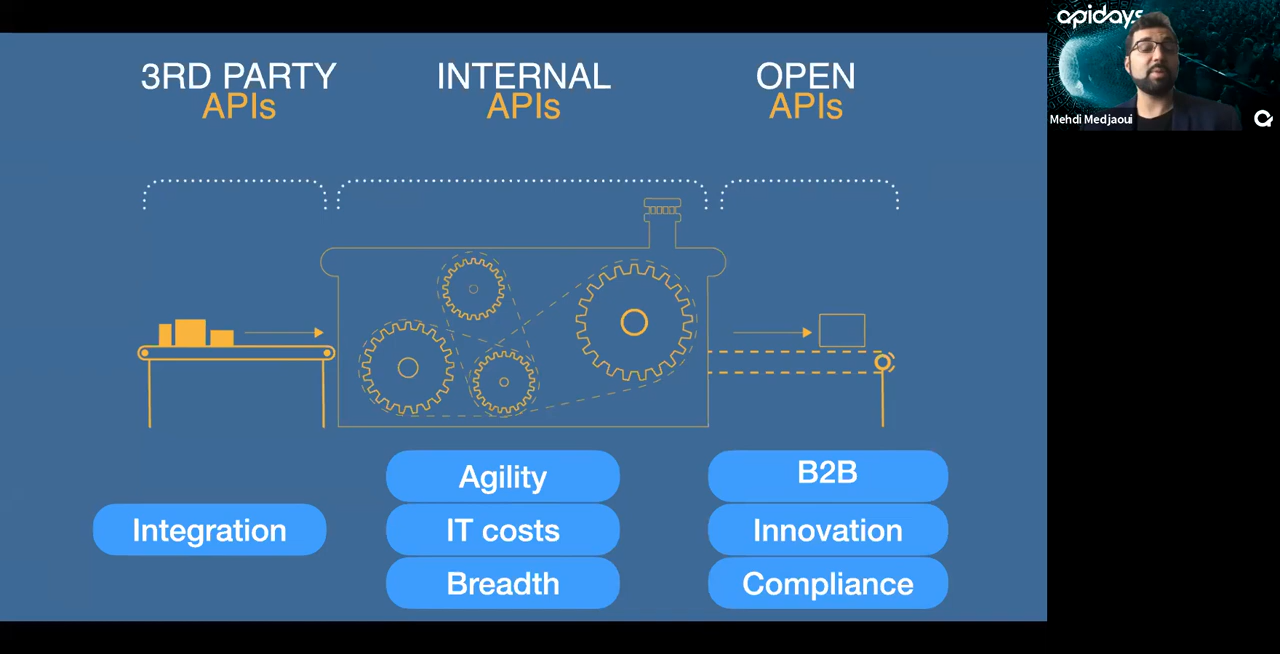 3RD PARTY
APIs
INTERNAL
APIs
OPEN
APIs
Integration
Agility
IT costs
Breadth
B2B
Innovation
Compliance
apidays
Mehdi Medjaoui